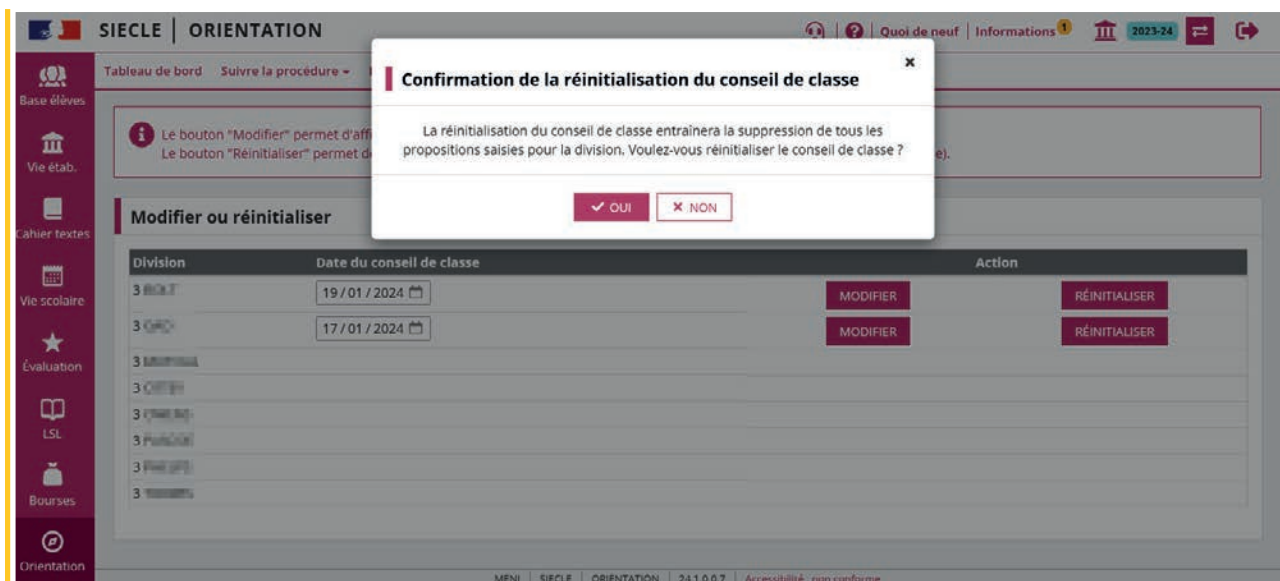 SIECLE | ORIENTATION
Quoi de neuf | Informations 1
2023-24
Tableau de bord Suivre la procédure
Base élèves
Vie étab.
Cahier textes
Vie scolaire
Évaluation
LSL
Bourses
Orientation
Confirmation de la réinitialisation du conseil de classe
La réinitialisation du conseil de classe entraînera la suppression de tous les
propositions saisies pour la division. Voulez-vous réinitialiser le conseil de classe ?
OUI NON
Le bouton "Modifier" permet
Le bouton "Réinitialiser" permet e).
Modifier ou réinitialiser
Division Date du conseil de classe Action
3 19 / 01 / 2024 MODIFIER RÉINITIALISER
3 17 / 01 / 2024 MODIFIER RÉINITIALISER
3
3
3
3
3
3
MENJ | SIECLE | ORIENTATION | 24.1.0.0.2 | Accessibilité : non conforme